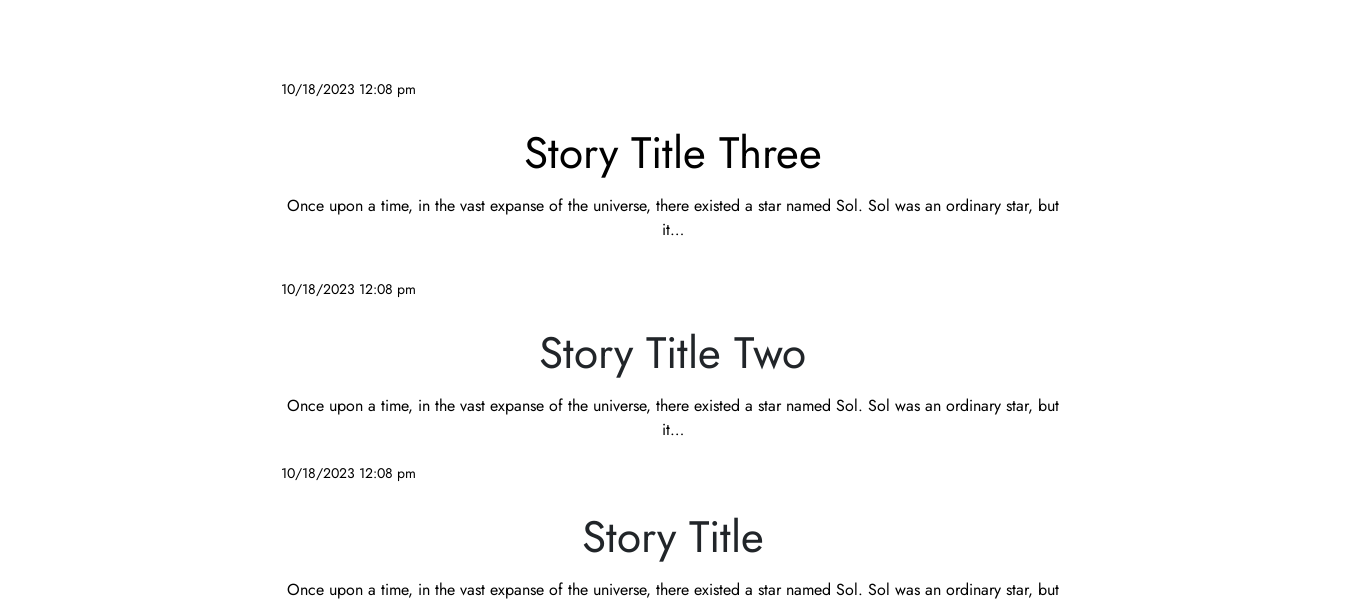 10/18/2023 12:08 pm
Story Title Three
Once upon a time, in the vast expanse of the universe, there existed a star named Sol. Sol was an ordinary star, but
it...
10/18/2023 12:08 pm
Story Title Two
Once upon a time, in the vast expanse of the universe, there existed a star named Sol. Sol was an ordinary star, but
it...
10/18/2023 12:08 pm
Story Title
Once upon a time, in the vast expanse of the universe, there existed a star named Sol. Sol was an ordinary star, but